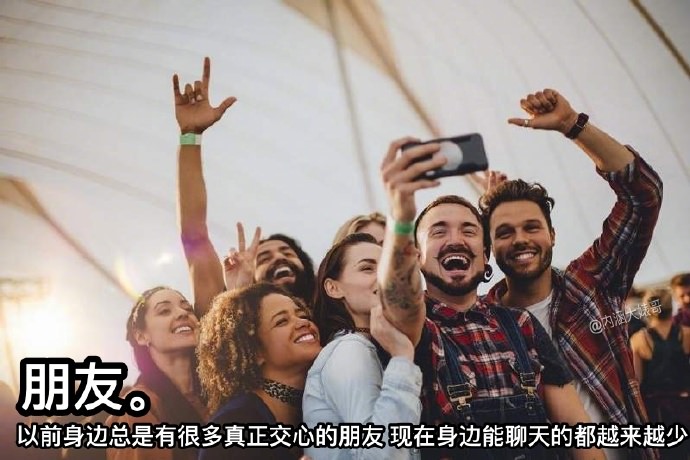 @内涵大婊哥
朋友。
以前身边总是有很多真正交心的朋友 现在身边能聊天的都越来越少